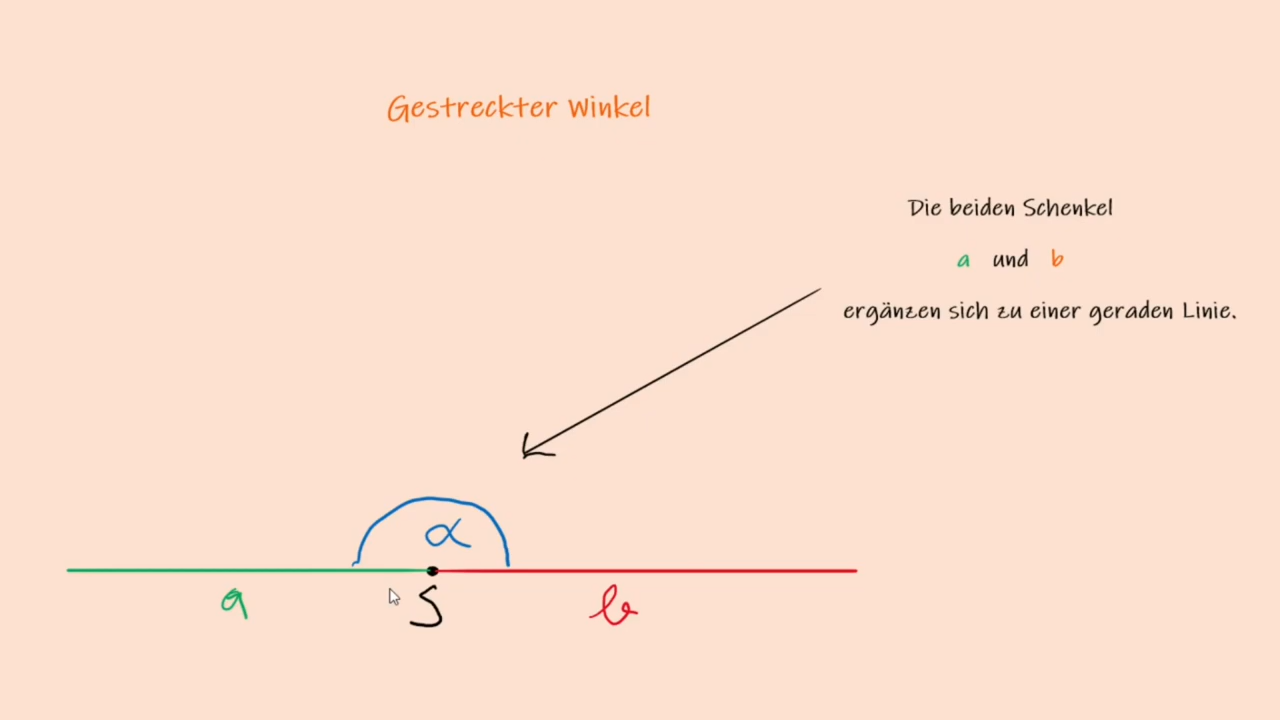 Gestreckter Winkel
Die beiden Schenkel
a und b
ergänzen sich zu einer geraden Linie.
α
a S b